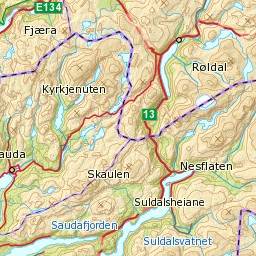 E134
Fjæra
Røldal
Kyrkjenuten
13
auda
Nesflaten
Skaulen
Suldalsheiane
Saudafjorden
Suldalsvatnet